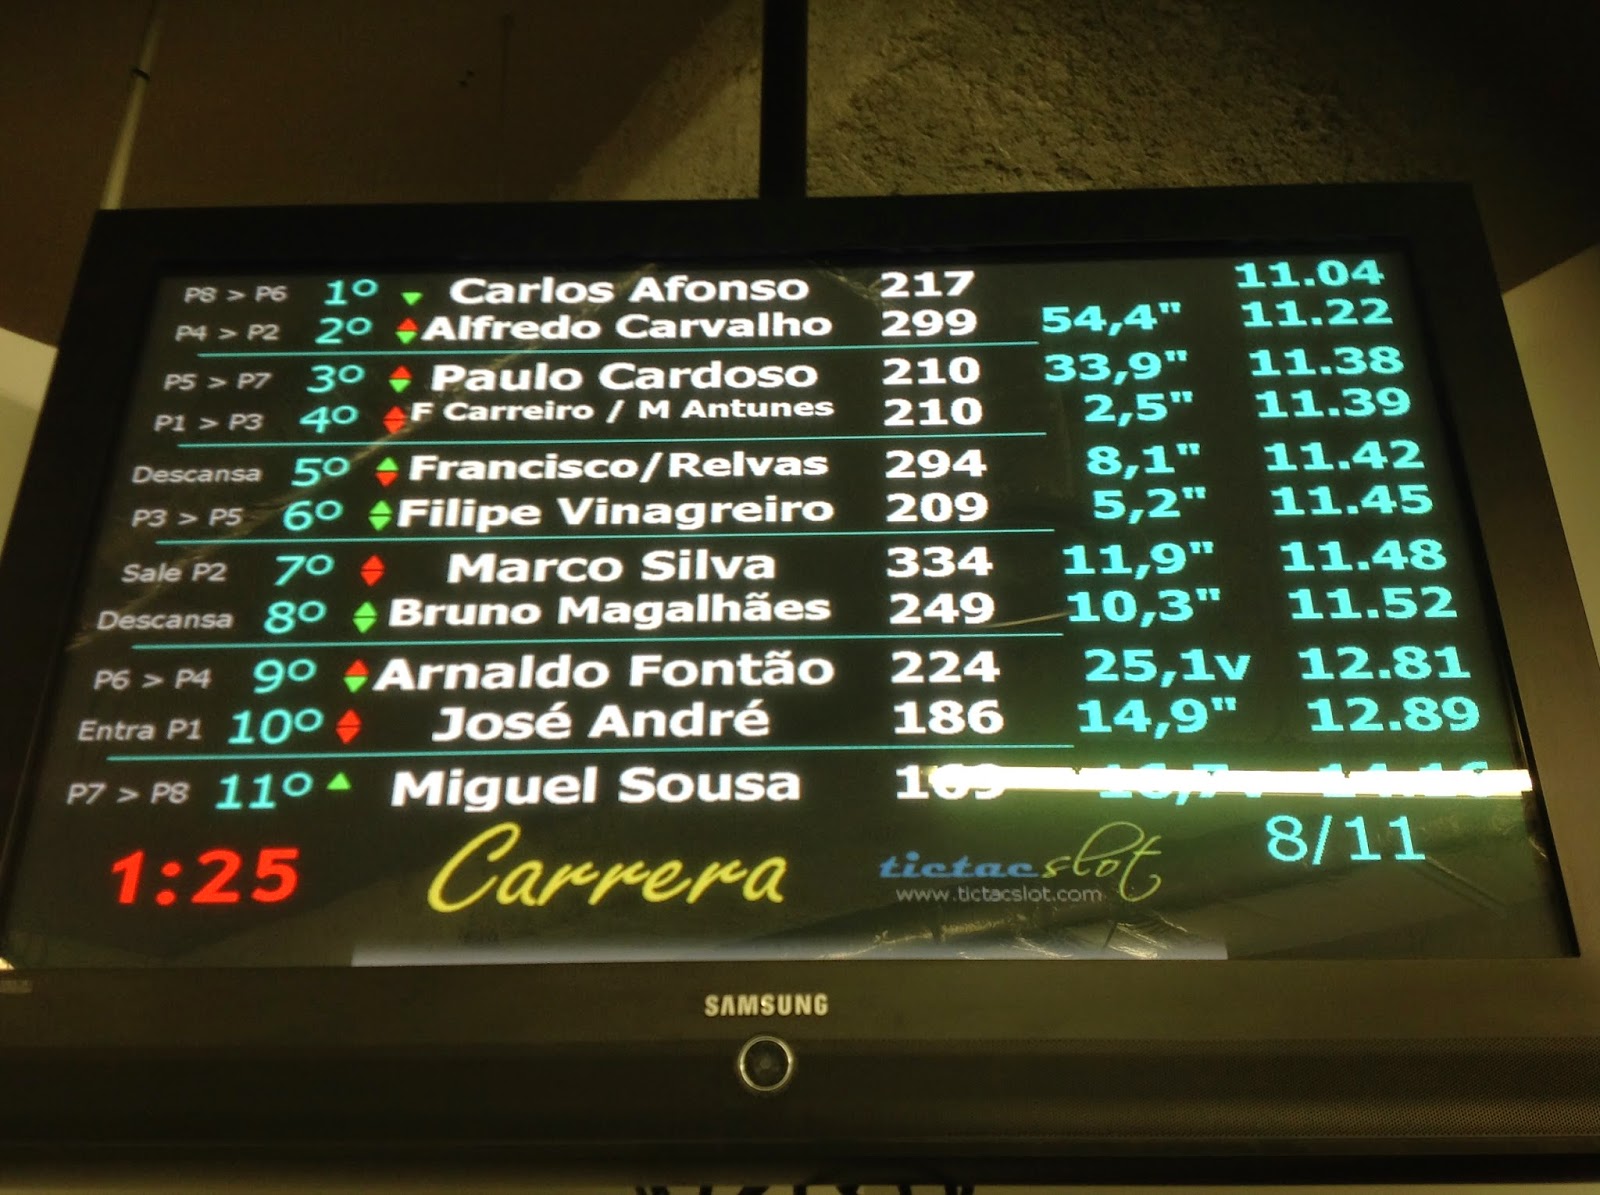 P8 > P6 1º Carlos Afonso 217 11.04
P4 > P2 2º Alfredo Carvalho 299 54,4" 11.22
P5 > P7 3º Paulo Cardoso 210 33,9" 11.38
P1 > P3 4º F Carreiro / M Antunes 210 2,5" 11.39
Descansa 5º Francisco/Relvas 294 8,1" 11.42
P3 > P5 6º Filipe Vinagreiro 209 5,2" 11.45
Sale P2 7º Marco Silva 334 11,9" 11.48
Descansa 8º Bruno Magalhães 249 10,3" 11.52
P6 > P4 9º Arnaldo Fontão 224 25,1v 12.81
Entra P1 10º José André 186 14,9" 12.89
P7 > P8 11º Miguel Sousa 169
8/11
1:25 Carrera tictac slot
www.tictacslot.com
SAMSUNG